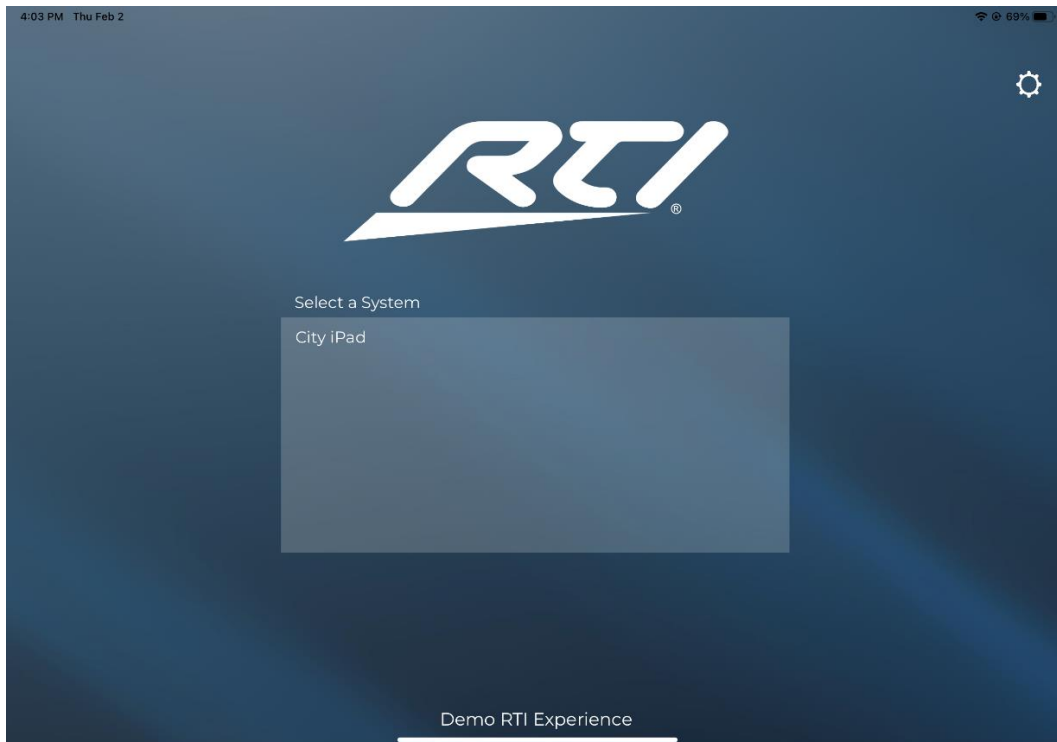 4:03 PM Thu Feb 2
69%
RTI
®
Select a System
City iPad
Demo RTI Experience